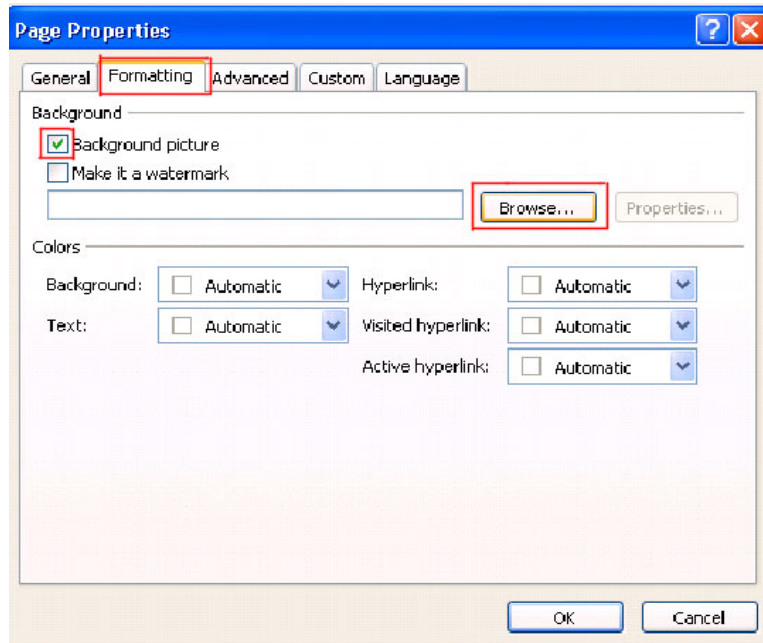 Page Properties
General Formatting Advanced Custom Language
Background
Background picture
Make it a watermark
Browse... Properties...
Colors
Background: Automatic Hyperlink: Automatic
Text: Automatic Visited hyperlink: Automatic
Active hyperlink: Automatic
OK Cancel